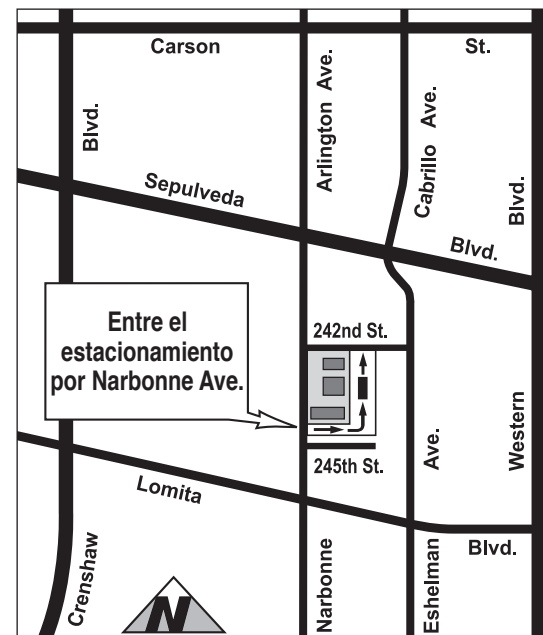 Carson St.
Blvd.
Arlington Ave.
Cabrillo Ave.
Blvd.
Sepulveda Blvd.
Entre el
estacionamiento
por Narbonne Ave.
242nd St.
245th St.
Ave.
Western
Lomita Blvd.
Crenshaw
N
Narbonne
Eshelman